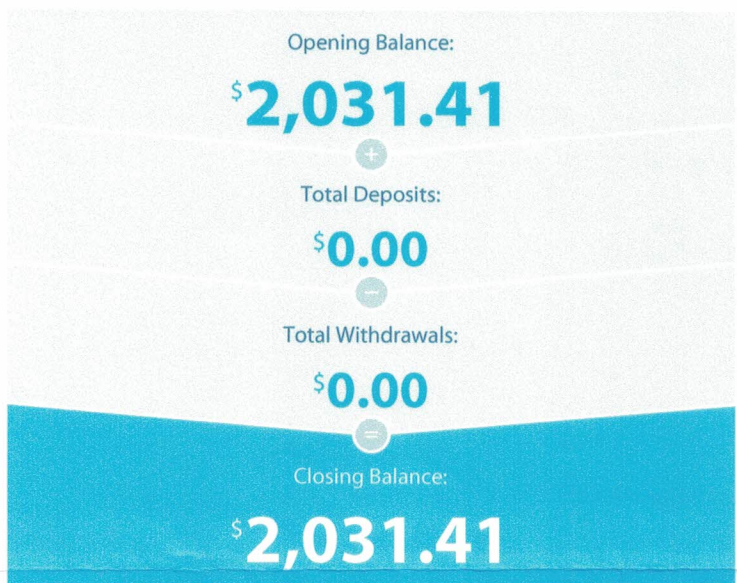 Opening Balance:
$2,031.41
+
Total Deposits:
$0.00
−
Total Withdrawals:
$0.00
=
Closing Balance:
$2,031.41